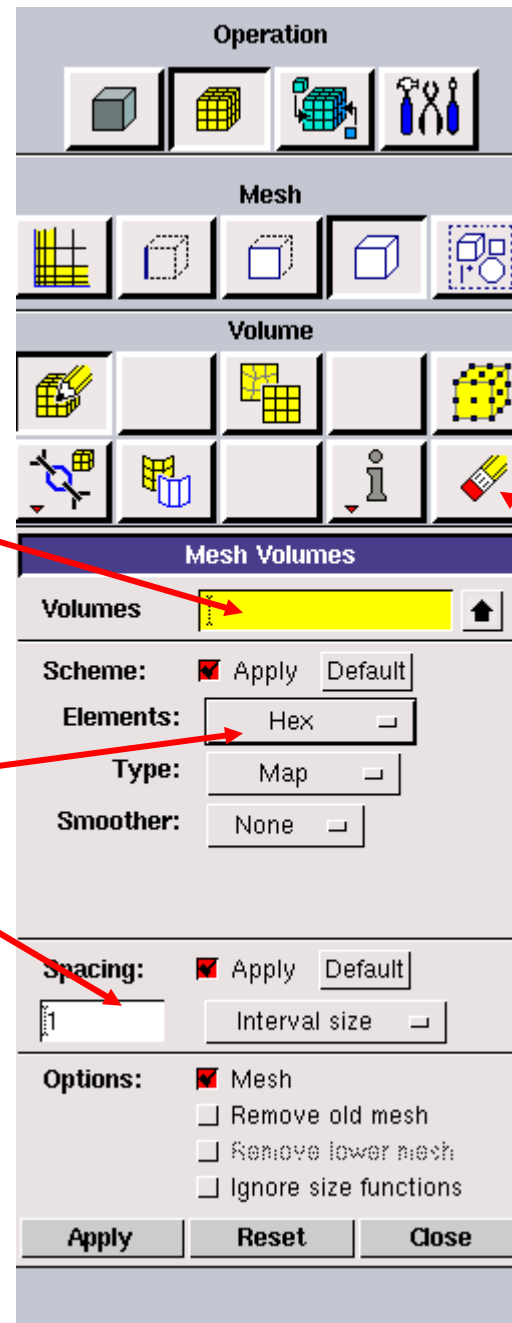 Operation
Mesh
Volume
Mesh Volumes
Volumes
Scheme: Apply Default
Elements: Hex
Type: Map
Smoother: None
Spacing: Apply Default
1 Interval size
Options: Mesh
Remove old mesh
Remove lower mesh
Ignore size functions
Apply Reset Close